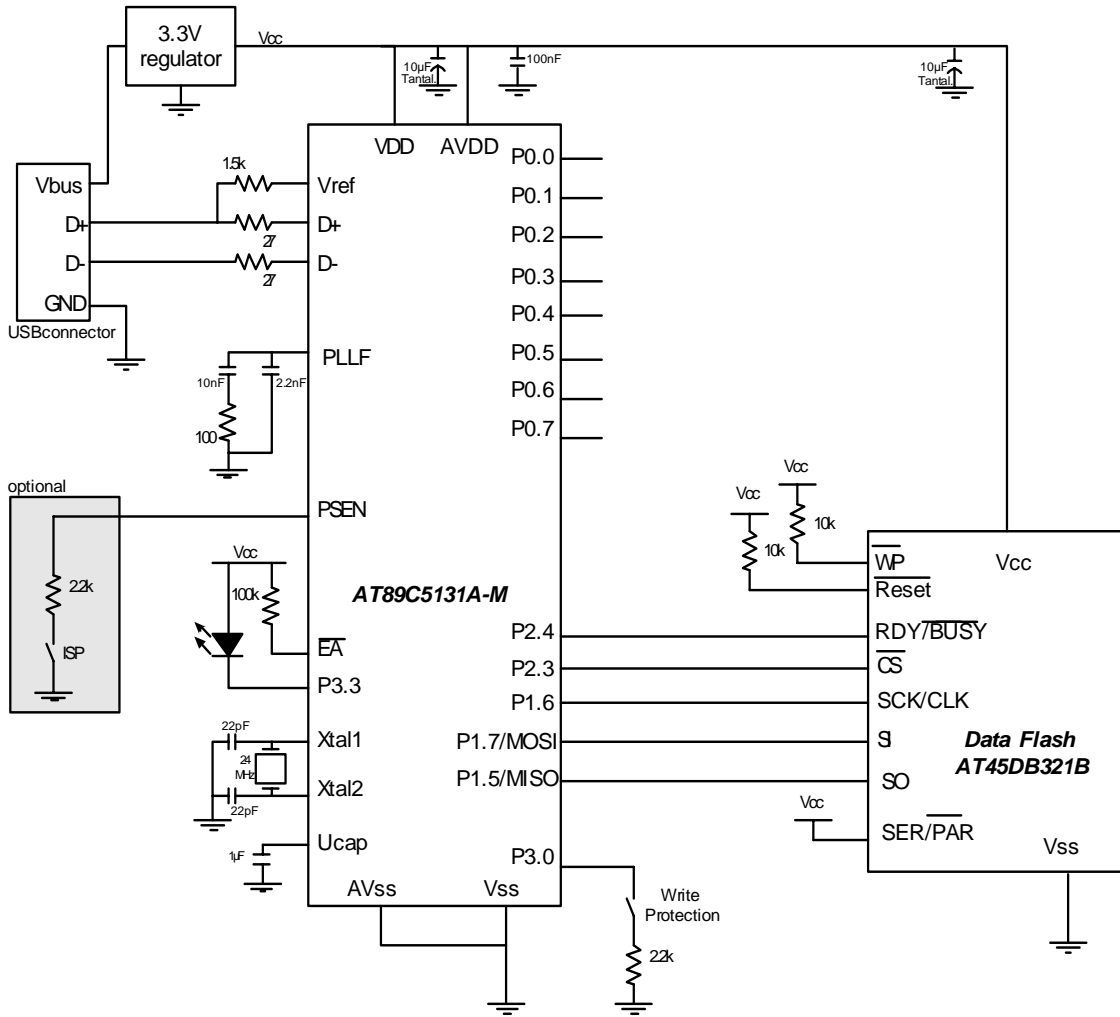 3.3V
regulator
Vcc
10µF
Tantal.
100nF
10µF
Tantal.
VDD
AVDD
Vbus
D+
D-
GND
USBconnector
1.5k
27
27
Vref
D+
D-
PLLF
10nF
2.2nF
100
optional
2.2k
ISP
PSEN
Vcc
100k
EA
P3.3
22pF
24
MHz
22pF
Xtal1
Xtal2
Ucap
1µF
AVss
Vss
AT89C5131A-M
P0.0
P0.1
P0.2
P0.3
P0.4
P0.5
P0.6
P0.7
P2.4
P2.3
P1.6
P1.7/MOSI
P1.5/MISO
P3.0
Write
Protection
2.2k
Vcc
10k
Vcc
10k
WP
Reset
Vcc
RDY/BUSY
CS
SCK/CLK
SI
SO
Data Flash
AT45DB321B
Vcc
SER/PAR
Vss